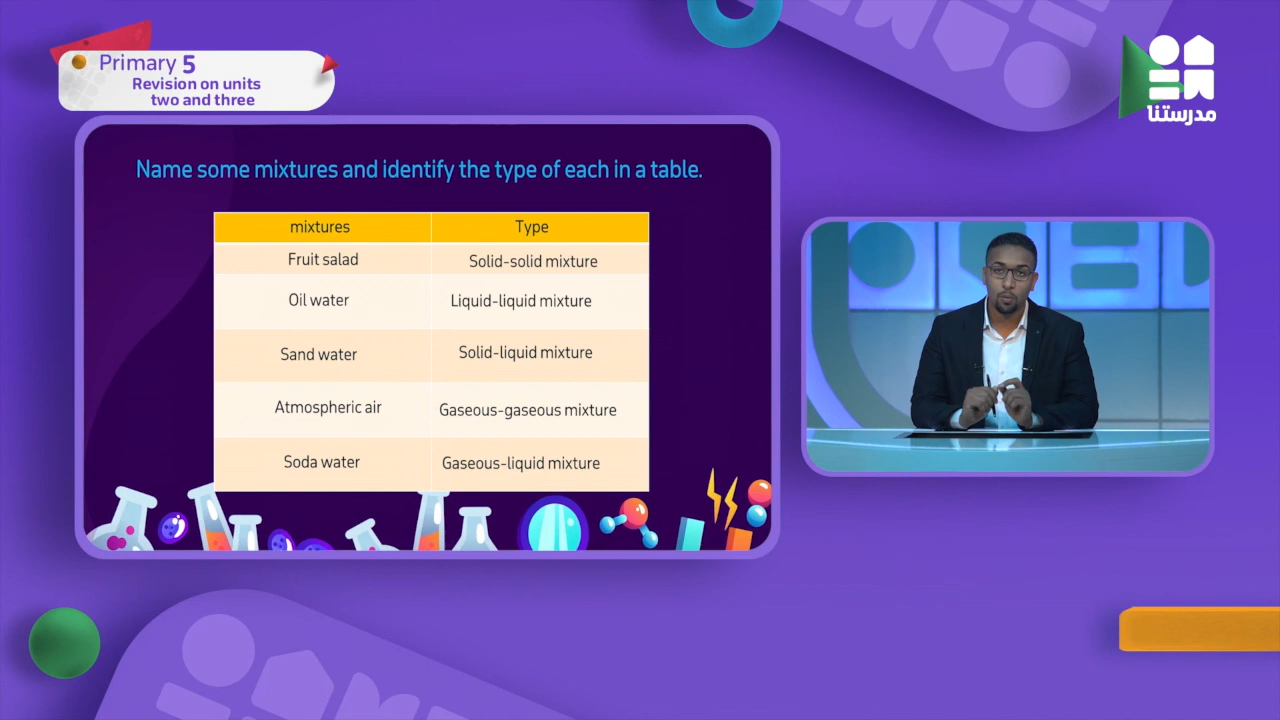 Primary 5
Revision on units
two and three
مدرستنا
Name some mixtures and identify the type of each in a table.
mixtures Type
Fruit salad Solid-solid mixture
Oil water Liquid-liquid mixture
Sand water Solid-liquid mixture
Atmospheric air Gaseous-gaseous mixture
Soda water Gaseous-liquid mixture